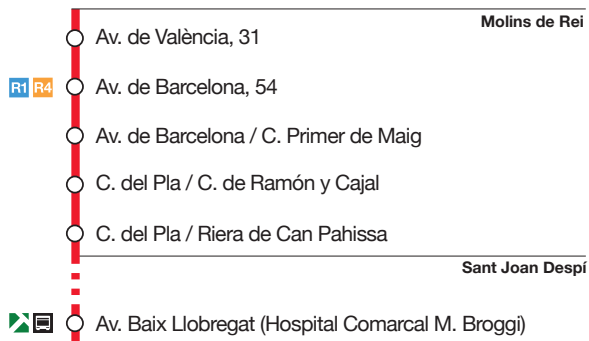 Molins de Rei
Av. de València, 31
R1 R4 Av. de Barcelona, 54
Av. de Barcelona / C. Primer de Maig
C. del Pla / C. de Ramón y Cajal
C. del Pla / Riera de Can Pahissa
Sant Joan Despí
Av. Baix Llobregat (Hospital Comarcal M. Broggi)